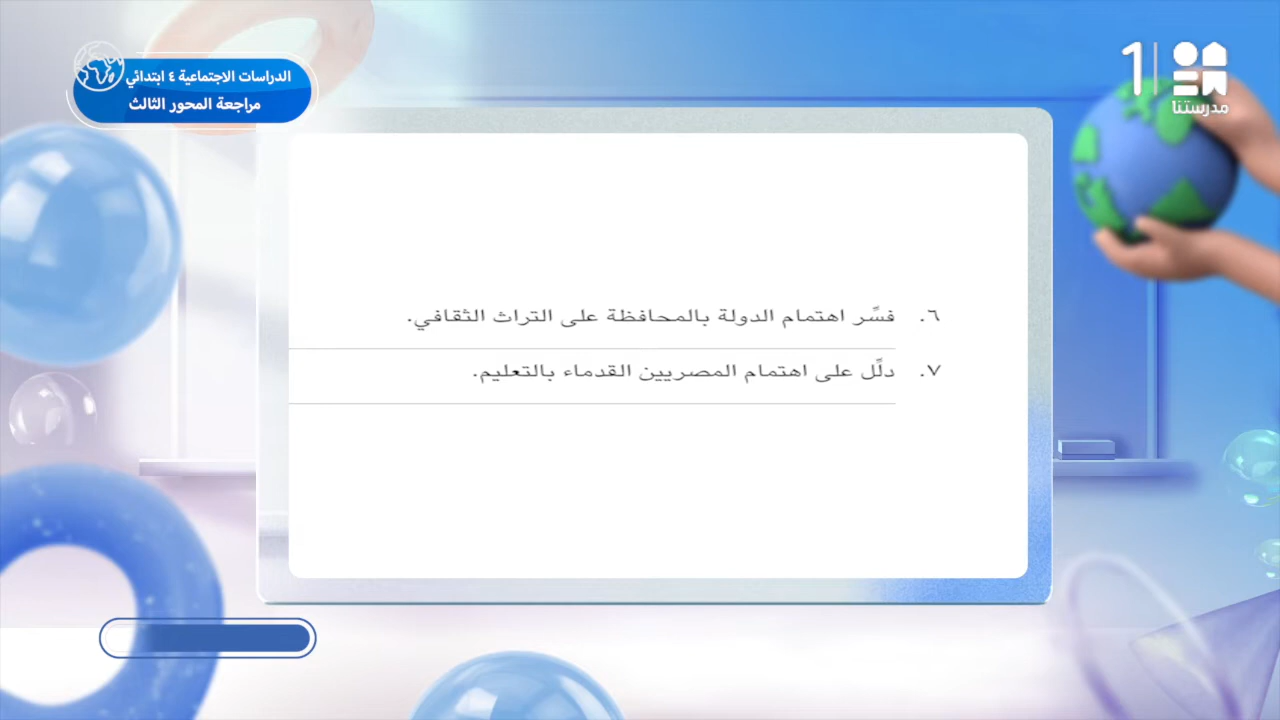 الدراسات الاجتماعية ٤ ابتدائي
مراجعة المحور الثالث
1
مدرستنا
٦. فسِّر اهتمام الدولة بالمحافظة على التراث الثقافي.
٧. دلِّل على اهتمام المصريين القدماء بالتعليم.